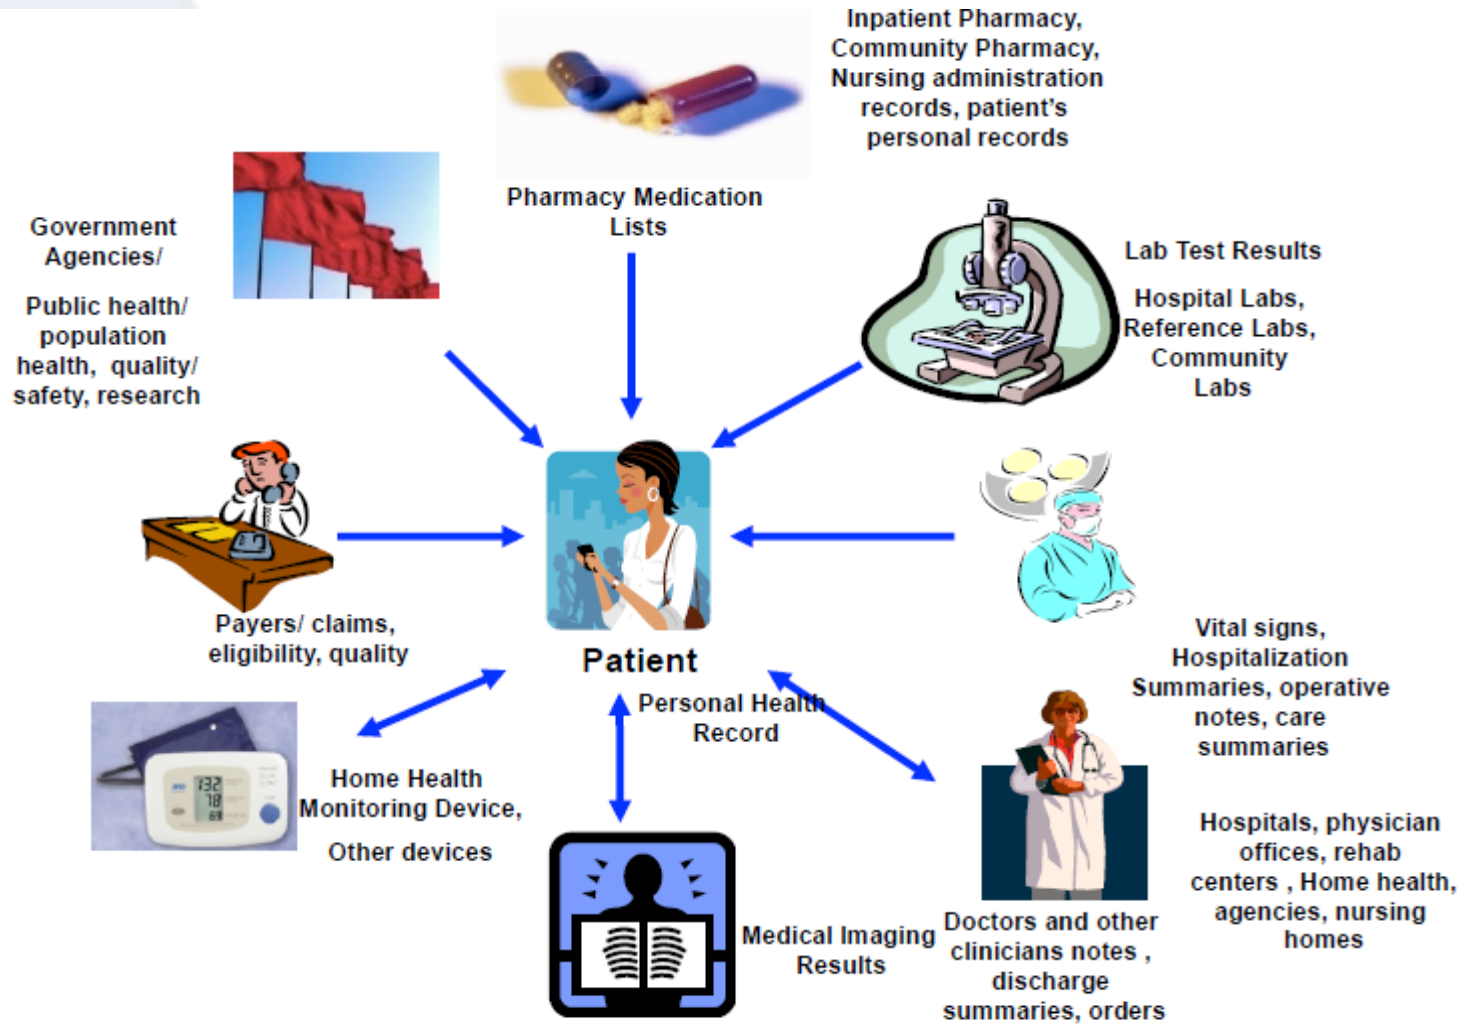 Inpatient Pharmacy,
Community Pharmacy,
Nursing administration
records, patient's
personal records
Pharmacy Medication
Lists
Government
Agencies/
Public health/
population
health, quality/
safety, research
Lab Test Results
Hospital Labs,
Reference Labs,
Community
Labs
Payers/ claims,
eligibility, quality
Patient
Personal Health
Record
Vital signs,
Hospitalization
Summaries, operative
notes, care
summaries
132
78
69
Home Health
Monitoring Device,
Other devices
Hospitals, physician
offices, rehab
centers , Home health,
agencies, nursing
homes
Medical Imaging
Results
Doctors and other
clinicians notes ,
discharge
summaries, orders